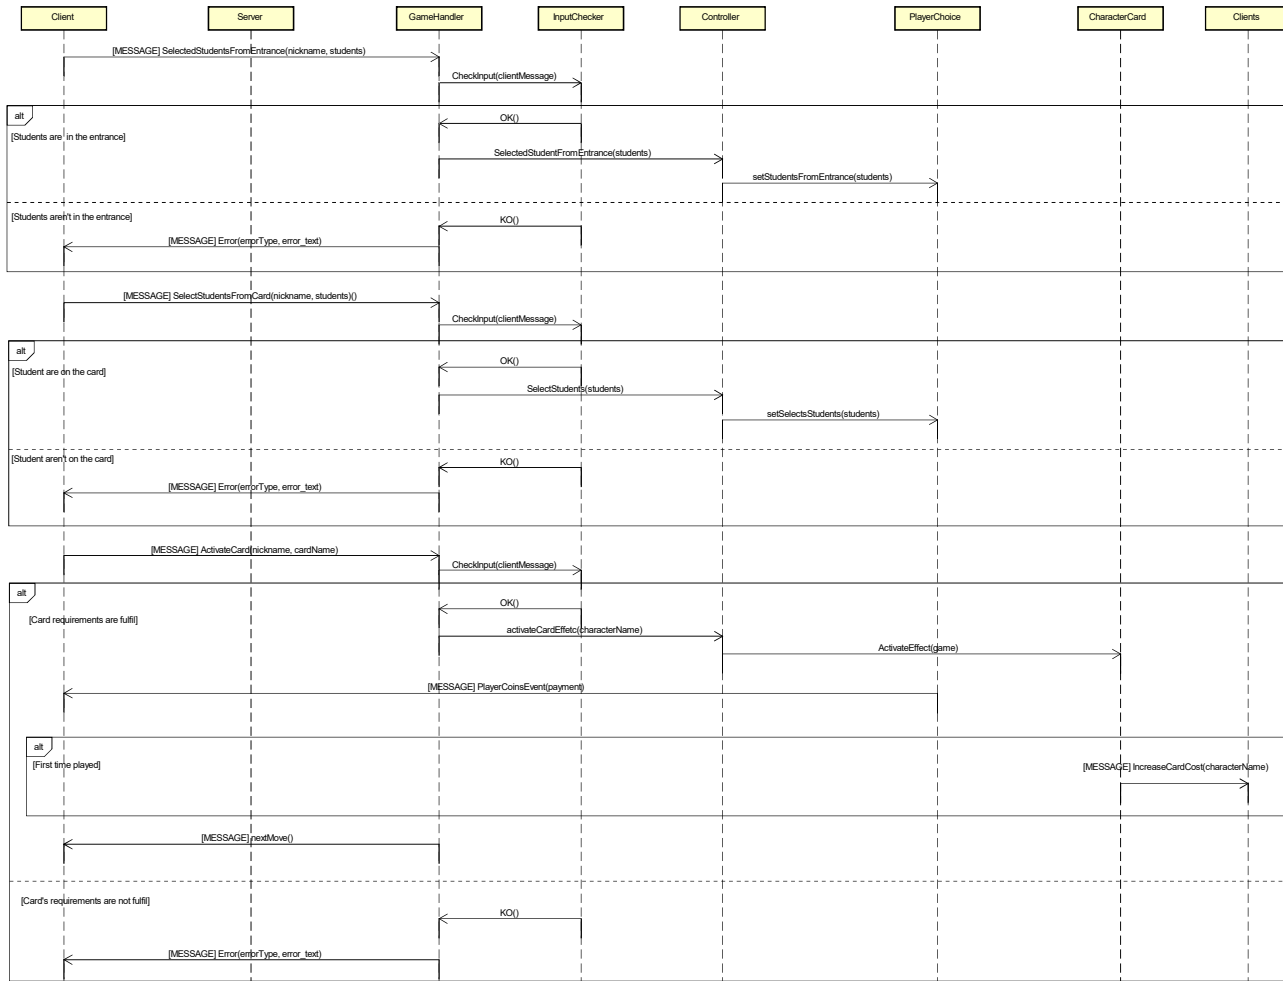 Client Server GameHandler InputChecker Controller PlayerChoice CharacterCard Clients
[MESSAGE] SelectedStudentsFromEntrance(nickname, students)
CheckInput(clientMessage)
alt
OK()
[Students are in the entrance]
SelectedStudentFromEntrance(students)
setStudentsFromEntrance(students)
[Students aren't in the entrance]
KO()
[MESSAGE] Error(errorType, error_text)
[MESSAGE] SelectStudentsFromCard(nickname, students)()
CheckInput(clientMessage)
alt
OK()
[Student are on the card]
SelectStudents(students)
setSelectsStudents(students)
[Student aren't on the card]
KO()
[MESSAGE] Error(errorType, error_text)
[MESSAGE] ActivateCard(nickname, cardName)
CheckInput(clientMessage)
alt
OK()
[Card requirements are fulfil]
activateCardEffetc(characterName)
ActivateEffect(game)
[MESSAGE] PlayerCoinsEvent(payment)
alt
[First time played]
[MESSAGE] IncreaseCardCost(characterName)
[MESSAGE] nextMove()
[Card's requirements are not fulfil]
KO()
[MESSAGE] Error(errorType, error_text)